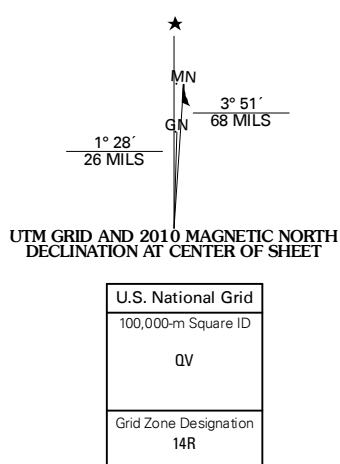 ★
MN
3° 51´
68 MILS
GN
1° 28´
26 MILS
UTM GRID AND 2010 MAGNETIC NORTH
DECLINATION AT CENTER OF SHEET
U.S. National Grid
100,000-m Square ID
QV
Grid Zone Designation
14R